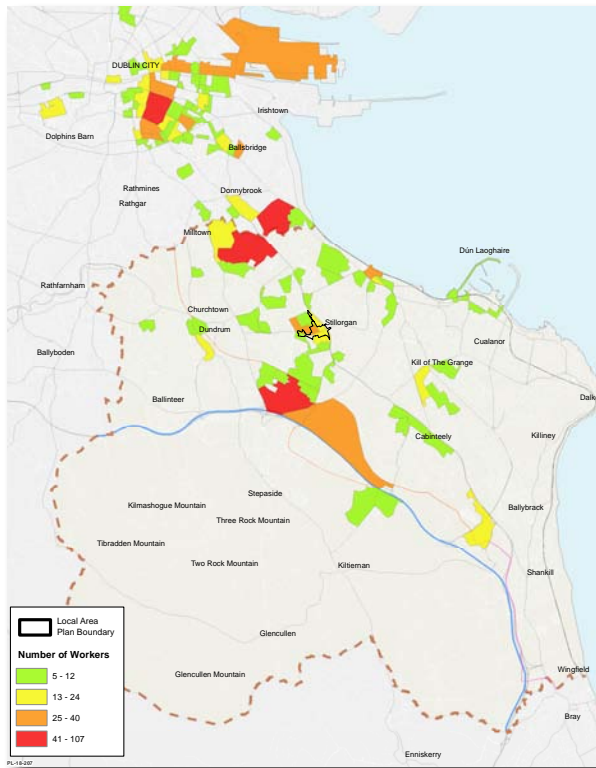 DUBLIN CITY
Irishtown
Dolphins Barn
Ballsbridge
Rathmines
Donnybrook
Rathgar
Milltown
Dún Laoghaire
Rathfarnham
Churchtown
Stillorgan
Dundrum
Cualanor
Ballyboden
Kill of The Grange
Ballinteer
Dalk
Cabinteely
Killiney
Stepaside
Kilmashogue Mountain
Ballybrack
Three Rock Mountain
Tibradden Mountain
Two Rock Mountain
Kiltiernan
Shankill
Glencullen
Wingfield
Glencullen Mountain
Bray
Enniskerry
Local Area
Plan Boundary
Number of Workers
5 - 12
13 - 24
25 - 40
41 - 107
PL-18-207